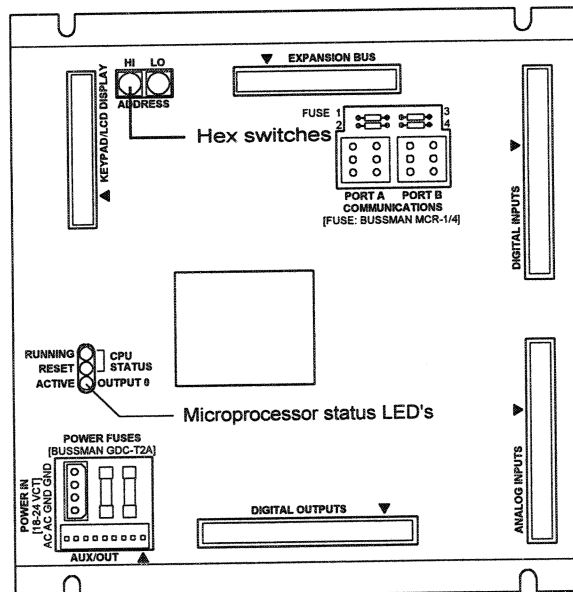 HI LO
ADDRESS
EXPANSION BUS
KEYPAD/LCD DISPLAY
Hex switches
FUSE 1 3
2 4
PORT A PORT B
COMMUNICATIONS
[FUSE: BUSSMAN MCR-1/4]
DIGITAL INPUTS
RUNNING
RESET
ACTIVE
CPU
STATUS
OUTPUT 0
Microprocessor status LED's
POWER FUSES
[BUSSMAN GDC-T2A]
POWER IN
[18-24 VCT]
AC AC GND GND
AUX/OUT
DIGITAL OUTPUTS
ANALOG INPUTS